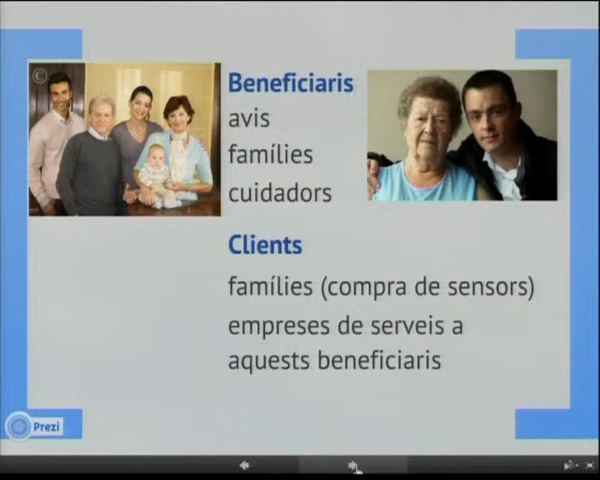 ©
Beneficiaris
avis
famílies
cuidadors
Clients
famílies (compra de sensors)
empreses de serveis a
aquests beneficiaris
Prezi